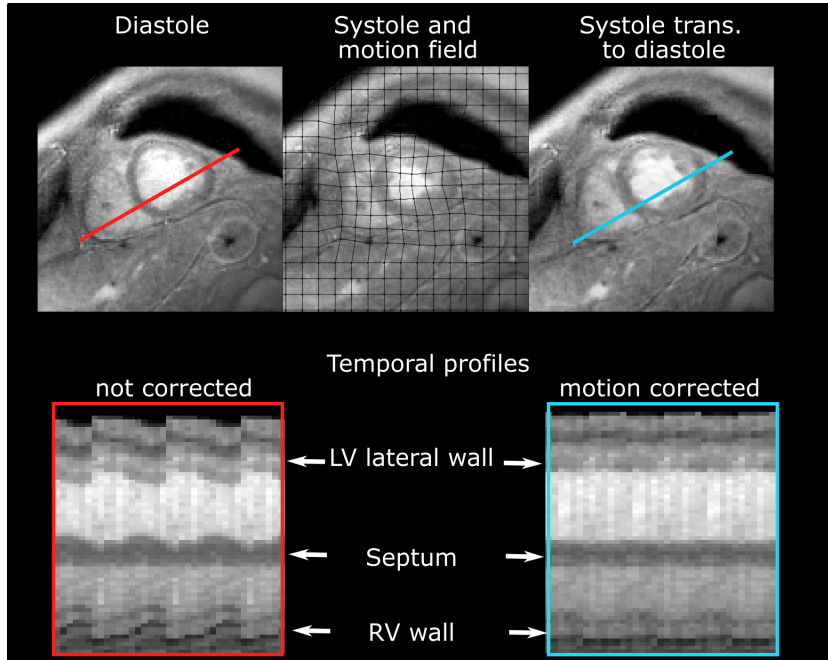 Diastole
Systole and
motion field
Systole trans.
to diastole
Temporal profiles
not corrected
motion corrected
LV lateral wall
Septum
RV wall